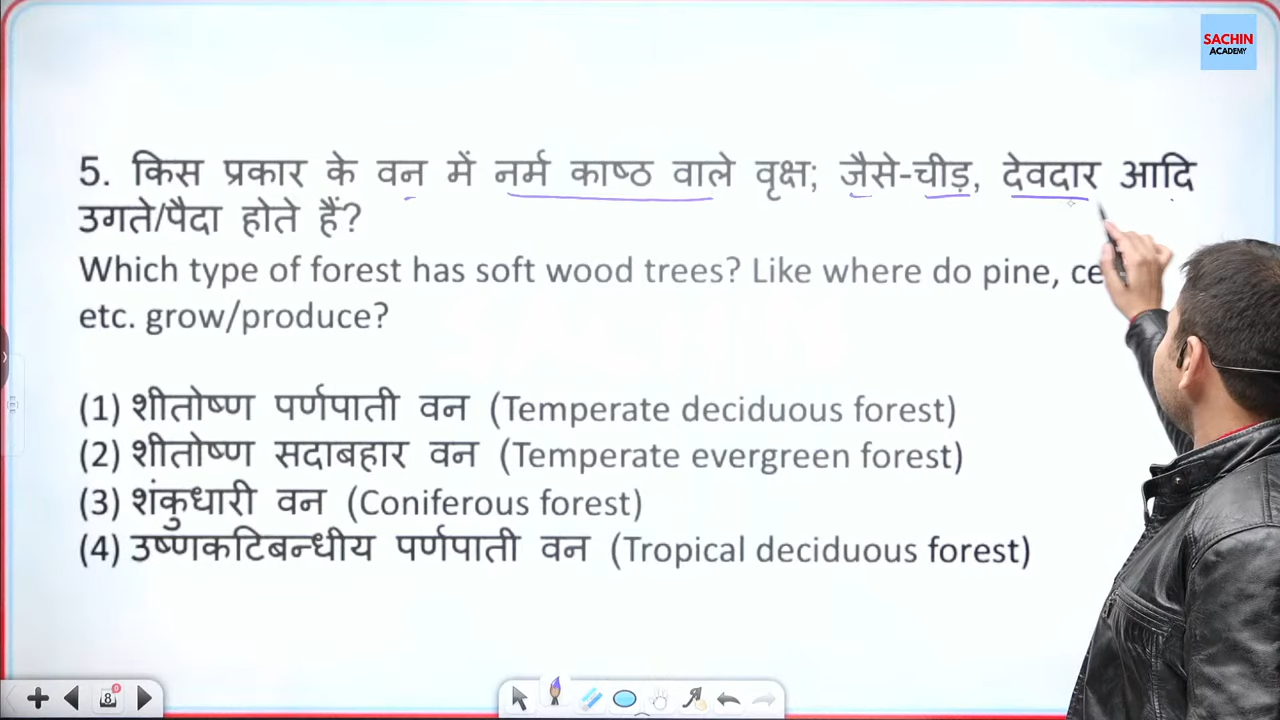 SACHIN
ACADEMY
5. किस प्रकार के वन में नर्म काष्ठ वाले वृक्ष; जैसे-चीड़, देवदार आदि
उगते/पैदा होते हैं?
Which type of forest has soft wood trees? Like where do pine,
etc. grow/produce?
(1) शीतोष्ण पर्णपाती वन (Temperate deciduous forest)
(2) शीतोष्ण सदाबहार वन (Temperate evergreen forest)
(3) शंकुधारी वन (Coniferous forest)
(4) उष्णकटिबन्धीय पर्णपाती वन (Tropical deciduous forest)
8